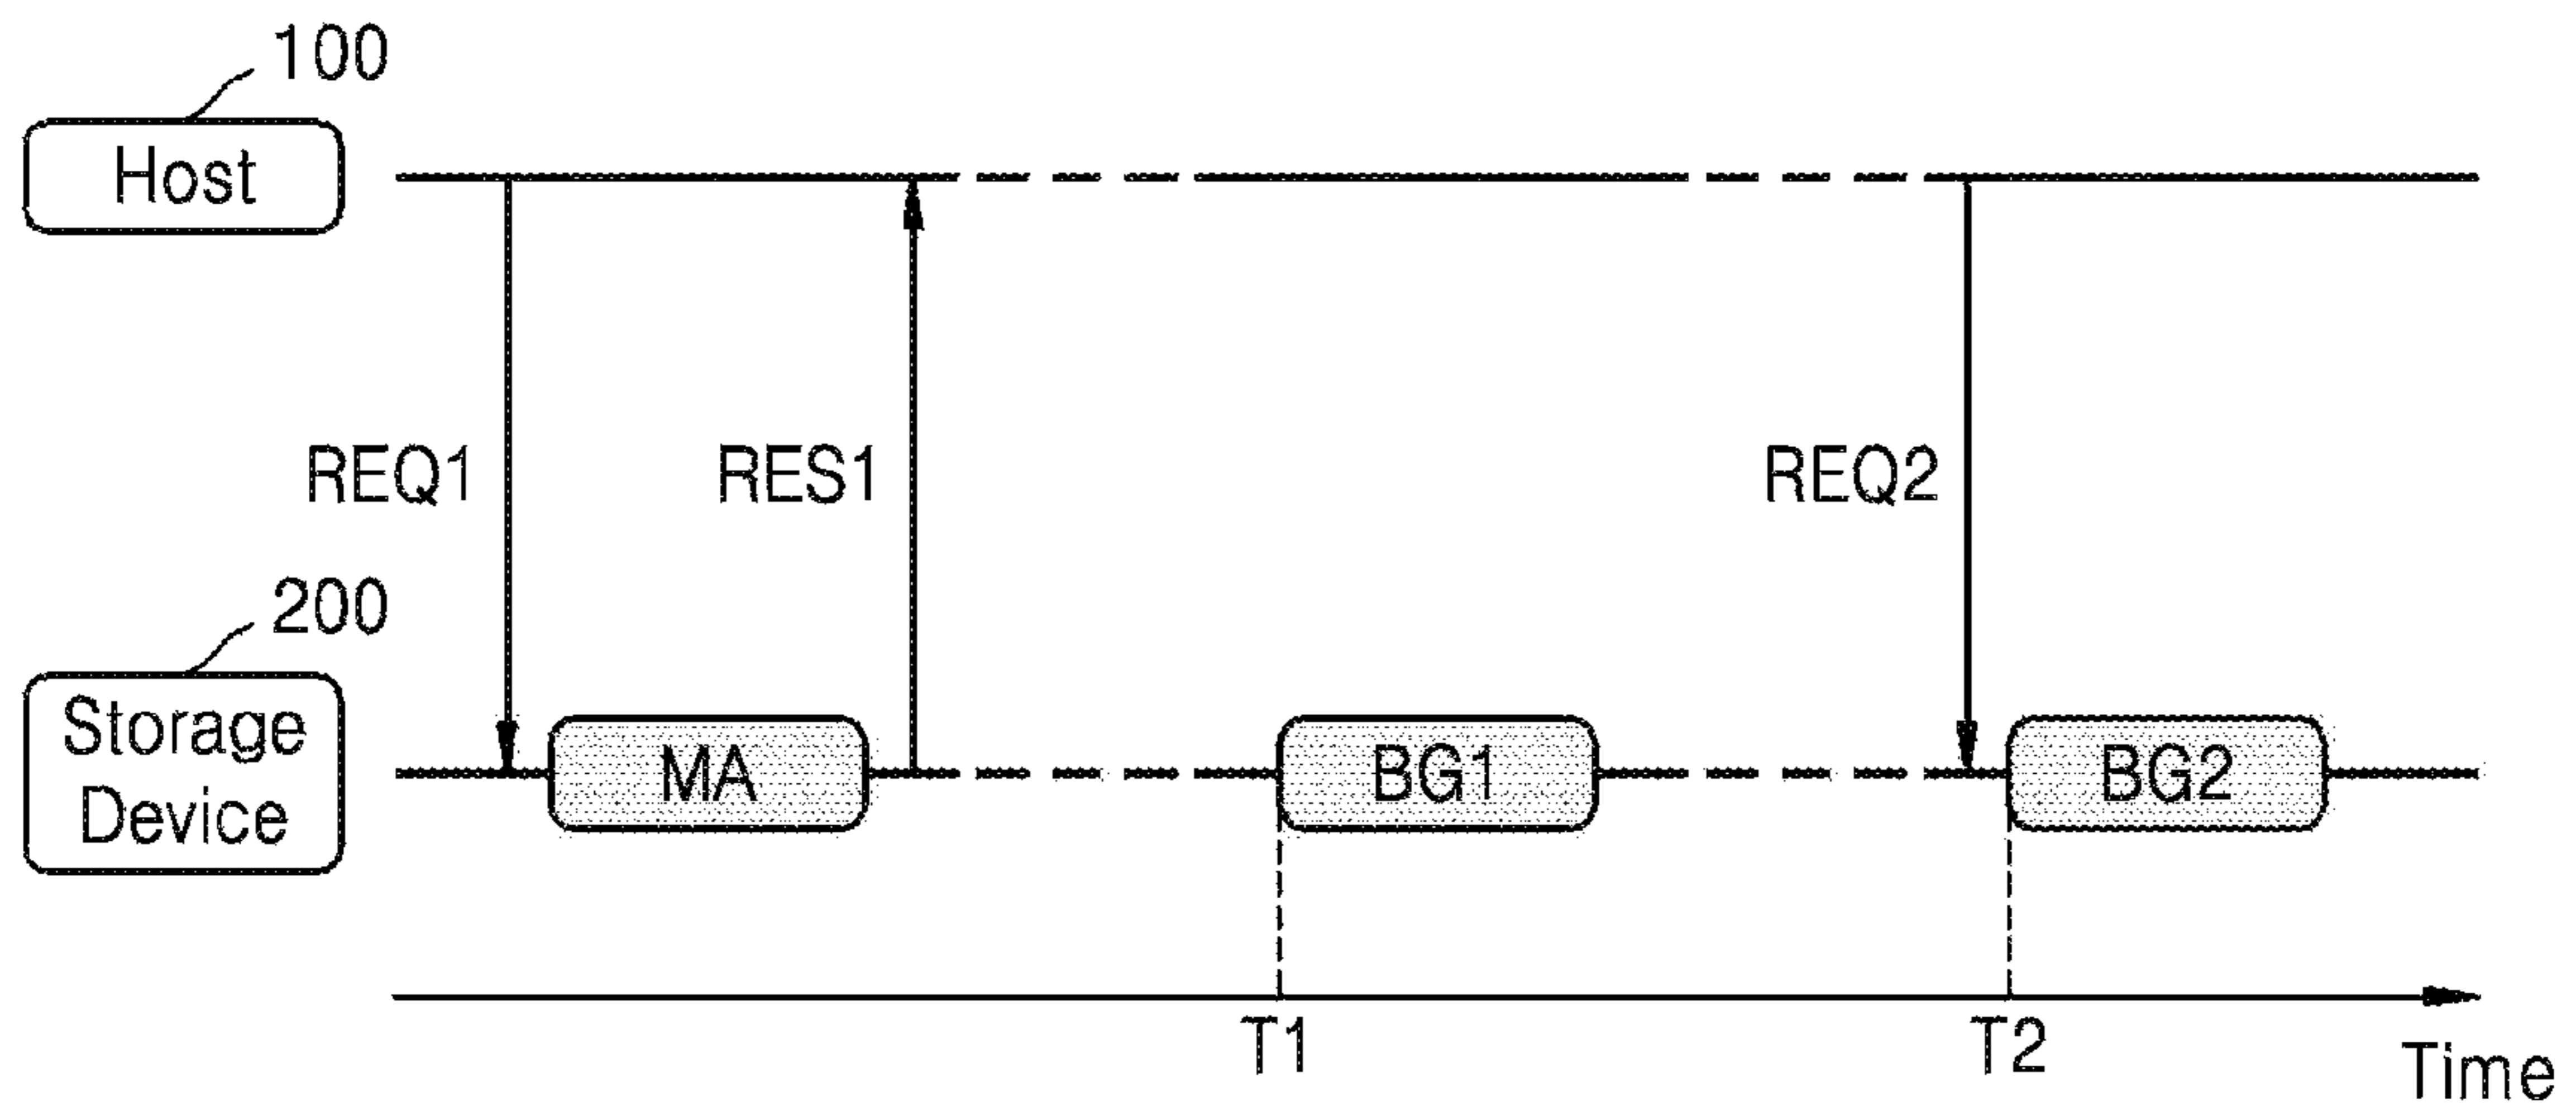 100
Host
REQ1
RES1
REQ2
200
Storage
Device
MA
BG1
BG2
T1
T2
Time